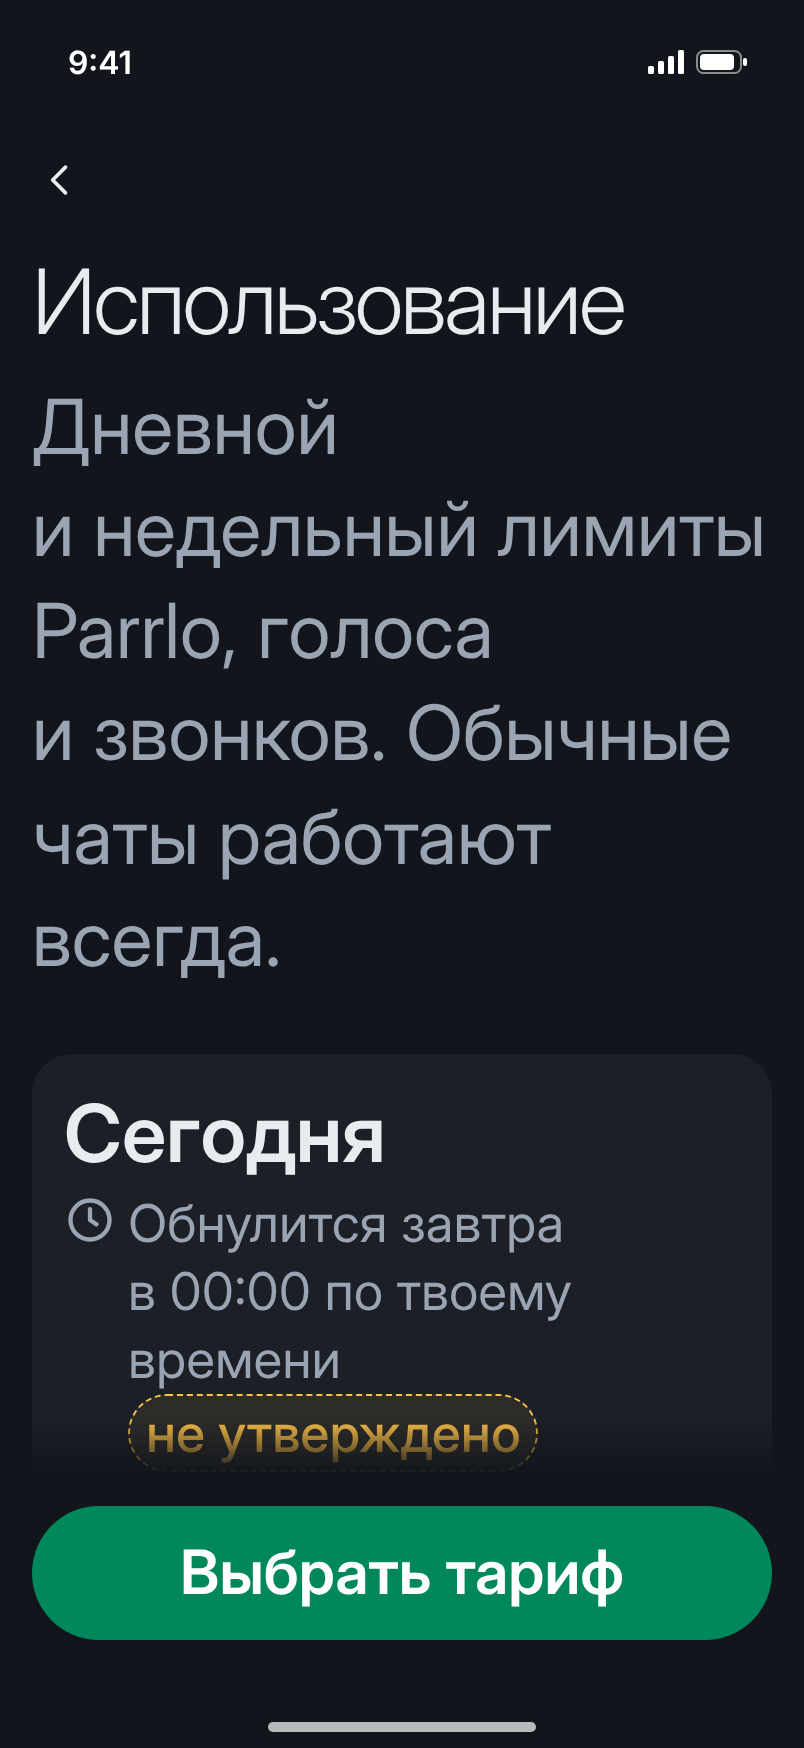 9:41
Использование
Дневной
и недельный лимиты
Parrlo, голоса
и звонков. Обычные
чаты работают
всегда.
Сегодня
Обнулится завтра
в 00:00 по твоему
времени
не утверждено
Выбрать тариф